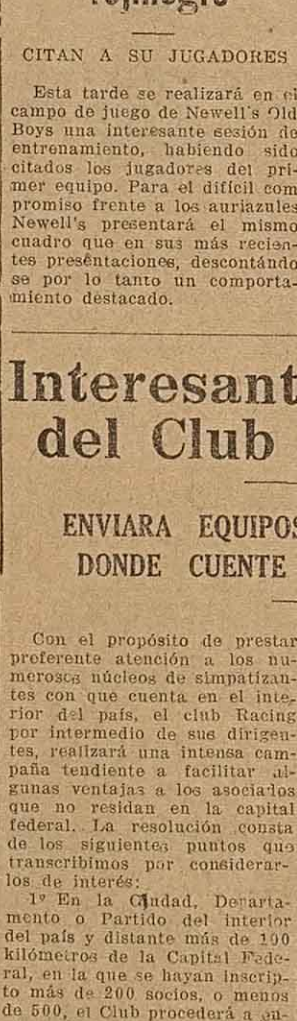 rojinegro
CITAN A SU JUGADORES
Esta tarde se realizará en el
campo de juego de Newell's Old
Boys una interesante sesión de
entrenamiento, habiendo sido
citados los jugadores del pri-
mer equipo. Para el difícil com
promiso frente a los auriazules
Newell's presentará el mismo
cuadro que en sus más recien-
tes presentaciones, descontándo
se por lo tanto un comporta-
miento destacado.
Interesant
del Club
ENVIARA EQUIPOS
DONDE CUENTE
Con el propósito de prestar
preferente atención a los nu-
merosos núcleos de simpatizan-
tes con que cuenta en el inte-
rior del país, el club Racing
por intermedio de sus dirigen-
tes, realizará una intensa cam-
paña tendiente a facilitar al-
gunas ventajas a los asociados
que no residan en la capital
federal. La resolución consta
de los siguientes puntos que
transcribimos por considerar-
los de interés:
1º En la Ciudad, Departa-
mento o Partido del interior
del país y distante más de 100
kilómetros de la Capital Fede-
ral, en la que se hayan inscrip-
to más de 200 socios, o menos
de 500, el Club procederá a en-